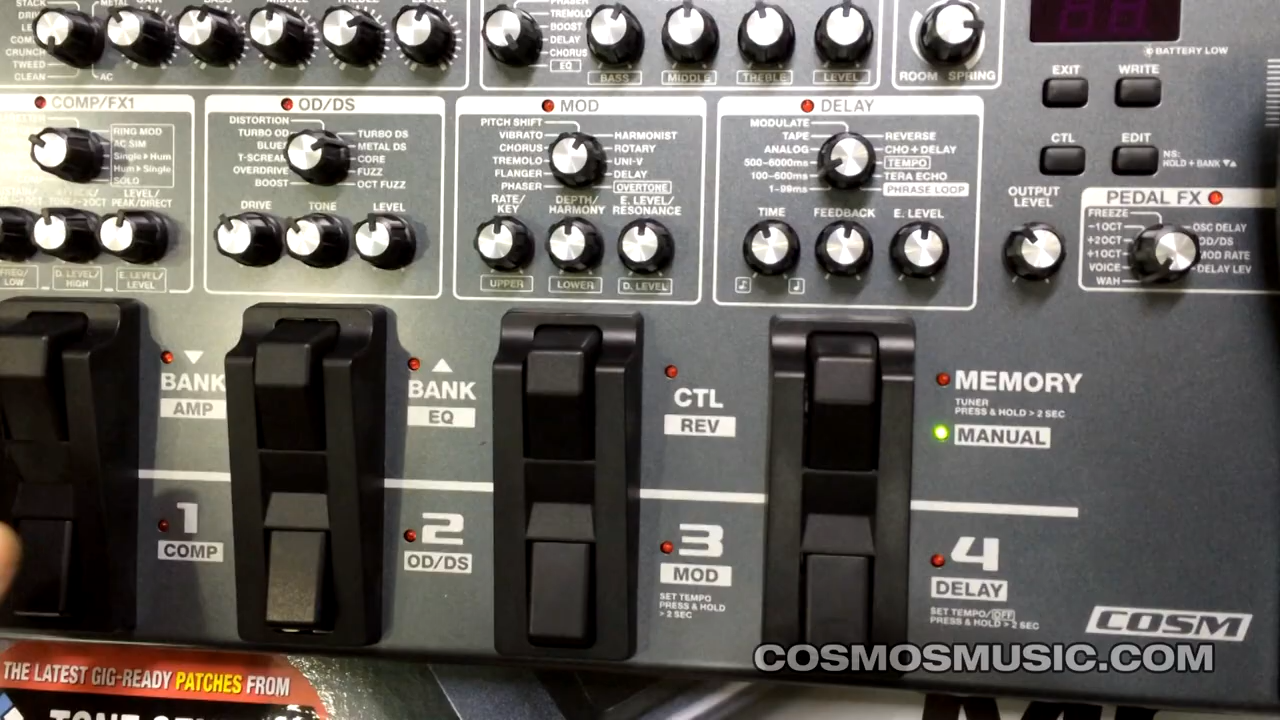 STACK
METAL GAIN BASS MIDDLE TREBLE LEVEL
CRUNCH
TWEED
CLEAN
AC
PHASER
TREMOLO
BOOST
DELAY
CHORUS
EQ
BASS
MIDDLE
TREBLE
LEVEL
ROOM SPRING
BATTERY LOW
EXIT
WRITE
CTL
EDIT
NS:
HOLD + BANK ▼▲
COMP/FX1
RING MOD
AC SIM
Single ▸ Hum
Hum ▸ Single
SOLO
LEVEL/
PEAK/DIRECT
FREQ/
LOW
D. LEVEL/
HIGH
E. LEVEL/
LEVEL
OD/DS
DISTORTION
TURBO OD
BLUES
T-SCREAM
OVERDRIVE
BOOST
TURBO DS
METAL DS
CORE
FUZZ
OCT FUZZ
DRIVE
TONE
LEVEL
MOD
PITCH SHIFT
VIBRATO
CHORUS
TREMOLO
FLANGER
PHASER
HARMONIST
ROTARY
UNI-V
DELAY
OVERTONE
RATE/
KEY
DEPTH/
HARMONY
E. LEVEL/
RESONANCE
UPPER
LOWER
D. LEVEL
DELAY
MODULATE
TAPE
ANALOG
500-6000ms
100-600ms
1-99ms
REVERSE
CHO + DELAY
TEMPO
TERA ECHO
PHRASE LOOP
TIME
FEEDBACK
E. LEVEL
OUTPUT
LEVEL
PEDAL FX
FREEZE
-1OCT
+2OCT
+1OCT
VOICE
WAH
OSC DELAY
OD/DS
MOD RATE
DELAY LEV
▼
BANK
AMP
▲
BANK
EQ
CTL
REV
MEMORY
TUNER
PRESS & HOLD > 2 SEC
MANUAL
1
COMP
2
OD/DS
3
MOD
SET TEMPO
PRESS & HOLD
> 2 SEC
4
DELAY
SET TEMPO/OFF
PRESS & HOLD > 2 SEC
COSM
COSMOSMUSIC.COM
THE LATEST GIG-READY PATCHES FROM